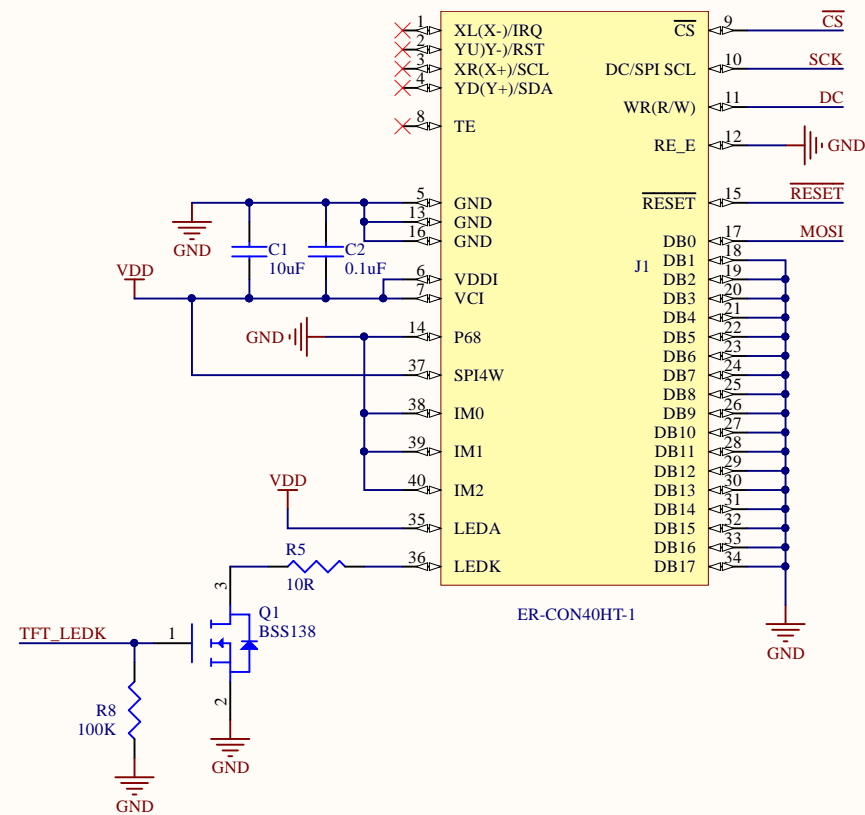 1 XL(X-)/IRQ
2 YU)Y-)/RST
3 XR(X+)/SCL
4 YD(Y+)/SDA
8 TE
5 GND
13 GND
16 GND
GND
C1
10uF
C2
0.1uF
VDD
6 VDDI
7 VCI
GND
14 P68
37 SPI4W
38 IM0
39 IM1
40 IM2
VDD
35 LEDA
36 LEDK
R5
10R
3
Q1
BSS138
TFT_LEDK
1
2
R8
100K
GND
GND
CS 9 CS
DC/SPI SCL 10 SCK
WR(R/W) 11 DC
RE_E 12 GND
RESET 15 RESET
DB0 17 MOSI
J1
DB1 18
DB2 19
DB3 20
DB4 21
DB5 22
DB6 23
DB7 24
DB8 25
DB9 26
DB10 27
DB11 28
DB12 29
DB13 30
DB14 31
DB15 32
DB16 33
DB17 34
ER-CON40HT-1
GND